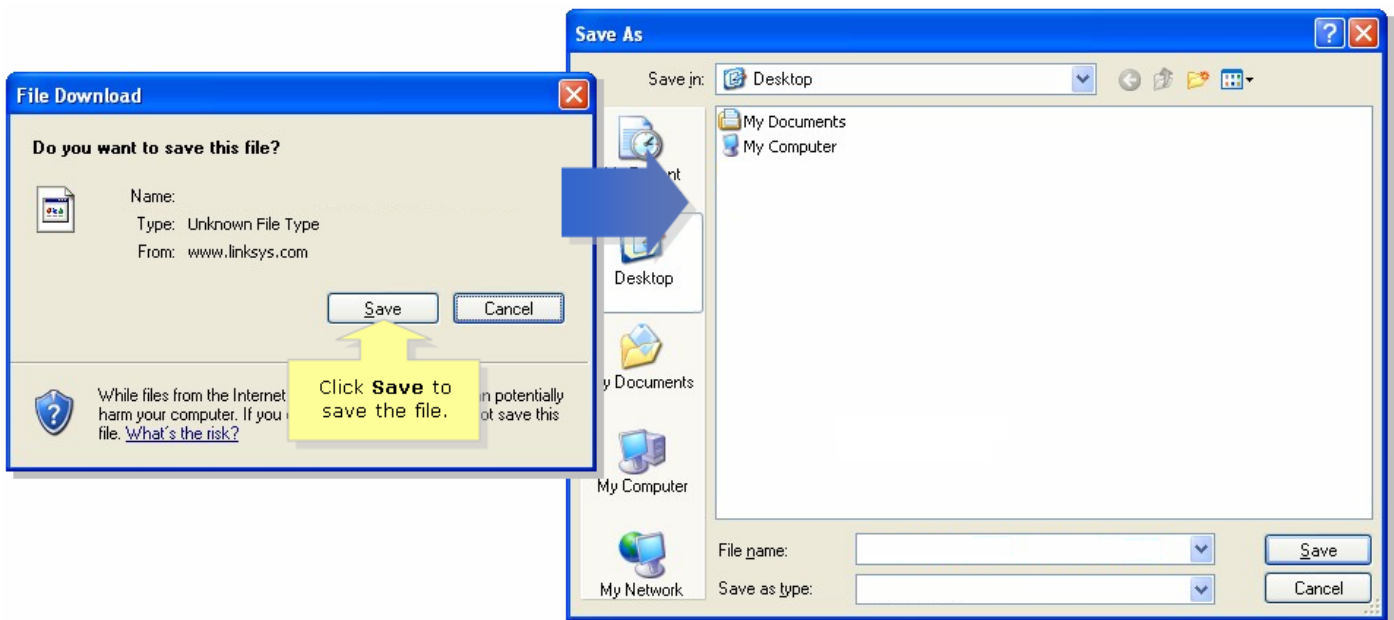 File Download
Do you want to save this file?
Name:
Type: Unknown File Type
From: www.linksys.com
Save
Cancel
While files from the Internet
potentially
harm your computer. If you
save this
file. What's the risk?
Click Save to
save the file.
Save As
Save in:
Desktop
My Documents
My Computer
Desktop
Documents
My Computer
My Network
File name:
Save
Save as type:
Cancel